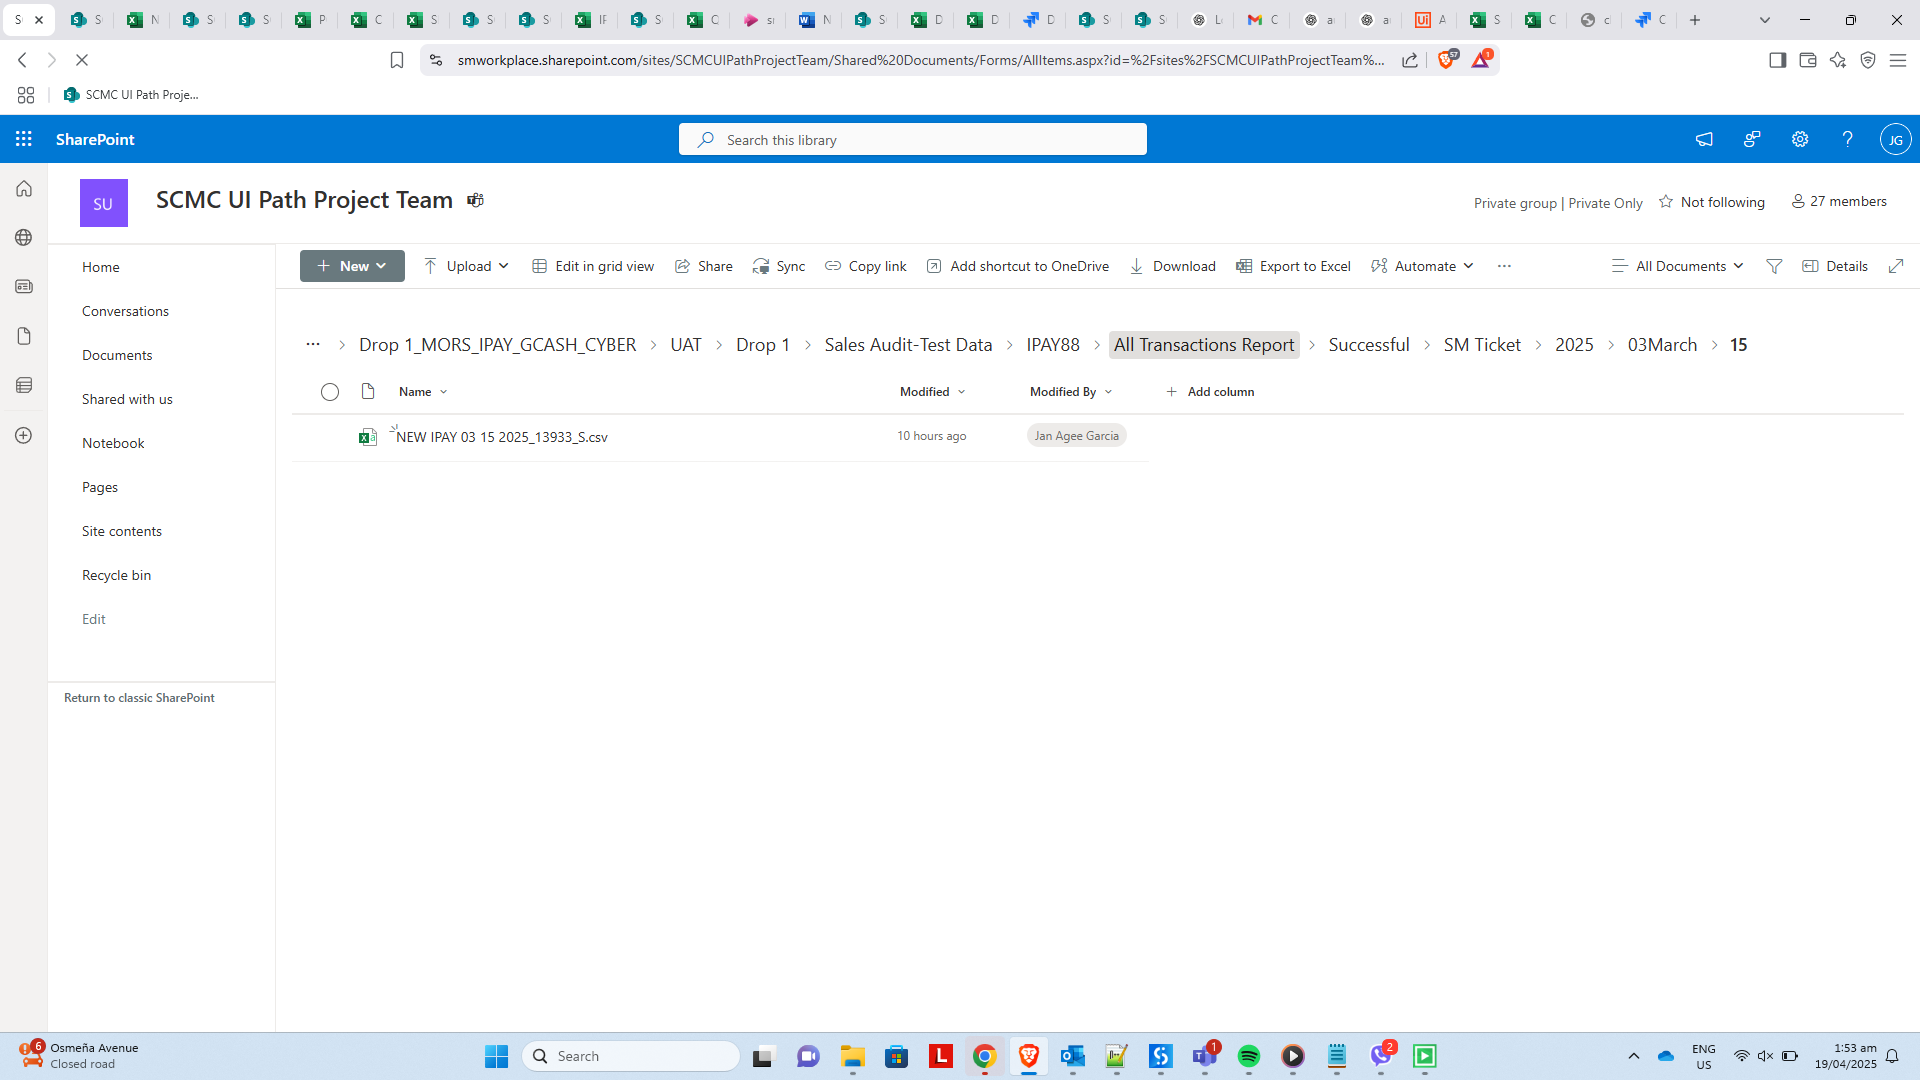 S
S
N
S
S
P
C
S
S
S
IF
S
C
sr
N
S
D
D
D
S
S
L
C
a
a
A
S
C
c
C
smworkplace.sharepoint.com/sites/SCMCUIPathProjectTeam/Shared%20Documents/Forms/AllItems.aspx?id=%2Fsites%2FSCMCUIPathProjectTeam%...
57
1
SCMC UI Path Proje...
SharePoint
Search this library
JG
SU
SCMC UI Path Project Team
Private group | Private Only
Not following
27 members
New
Upload
Edit in grid view
Share
Sync
Copy link
Add shortcut to OneDrive
Download
Export to Excel
Automate
...
All Documents
Details
Home
Conversations
Documents
Shared with us
Notebook
Pages
Site contents
Recycle bin
Edit
Return to classic SharePoint
... > Drop 1_MORS_IPAY_GCASH_CYBER > UAT > Drop 1 > Sales Audit-Test Data > IPAY88 > All Transactions Report > Successful > SM Ticket > 2025 > 03March > 15
Name
Modified
Modified By
Add column
NEW IPAY 03 15 2025_13933_S.csv
10 hours ago
Jan Agee Garcia
6
Osmeña Avenue
Closed road
Search
1
2
ENG
US
1:53 am
19/04/2025